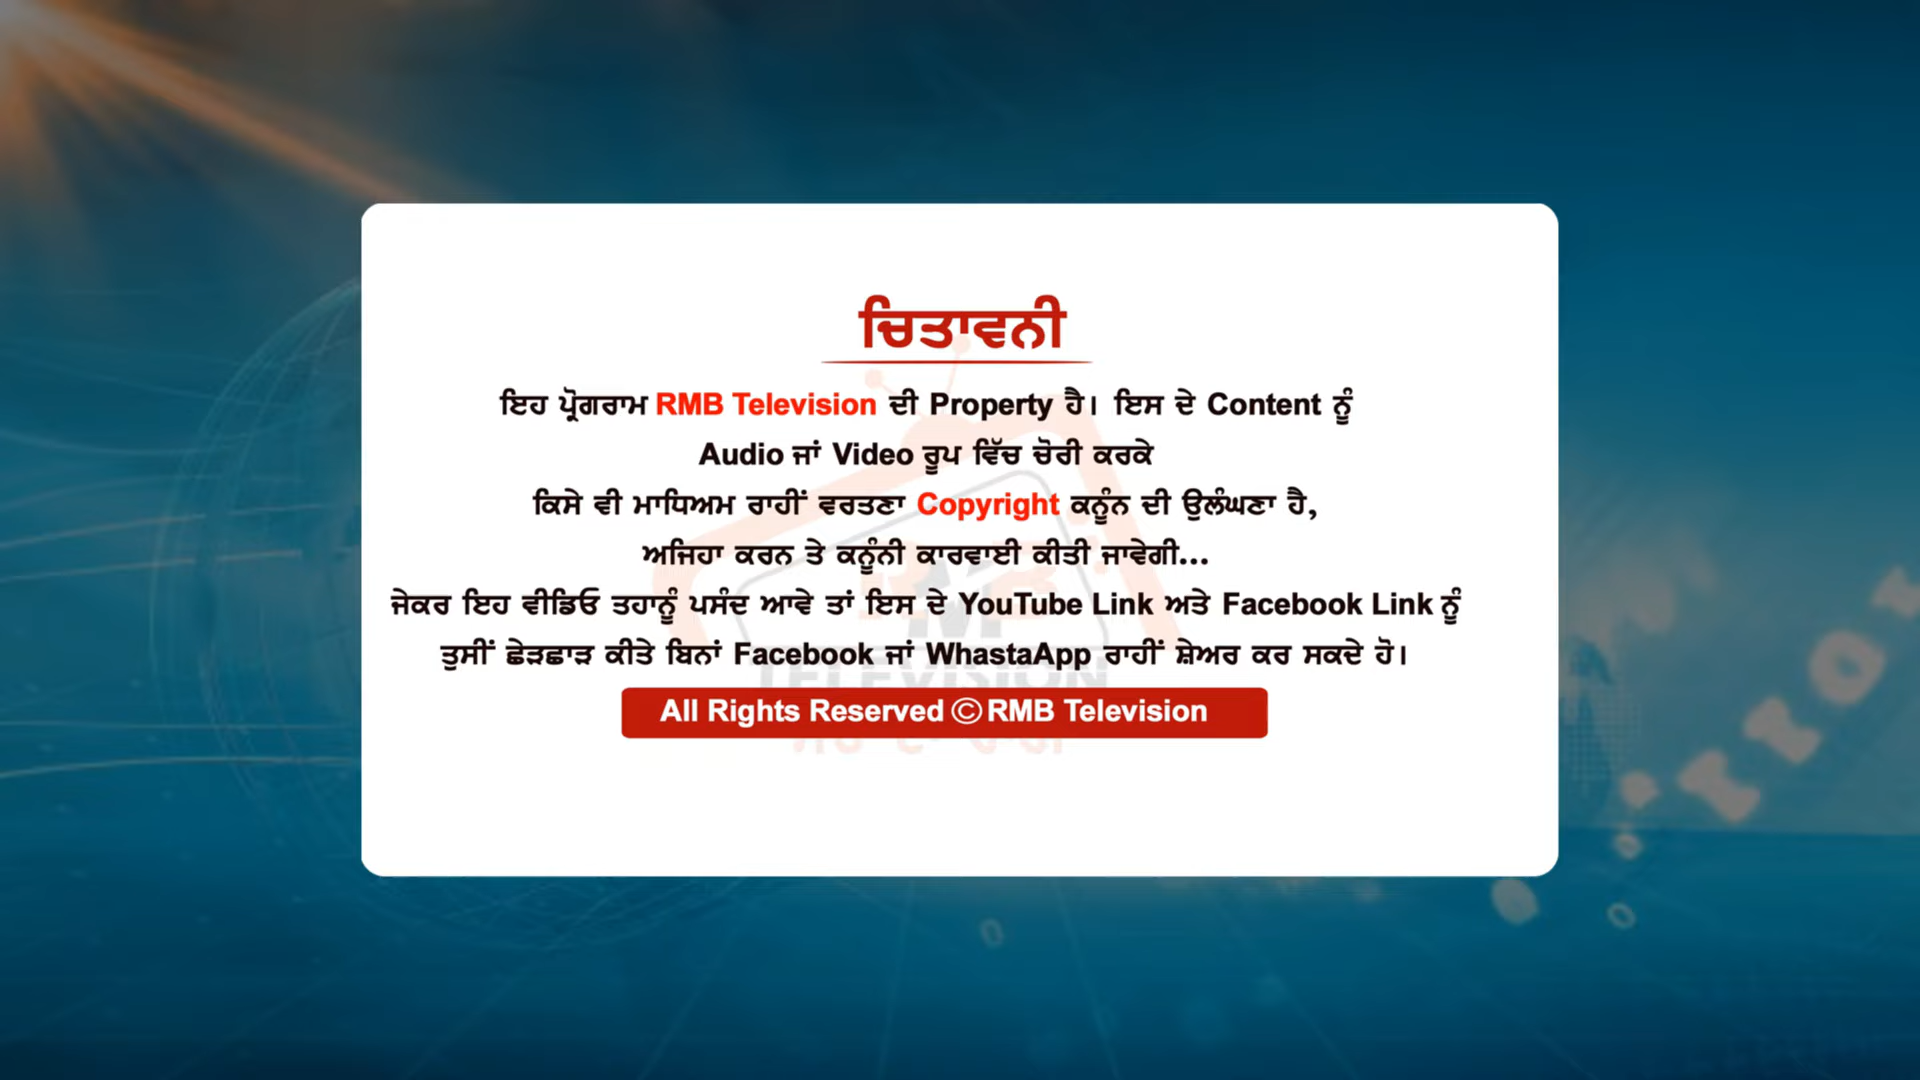 ਚਿਤਾਵਨੀ
ਇਹ ਪ੍ਰੋਗਰਾਮ RMB Television ਦੀ Property ਹੈ। ਇਸ ਦੇ Content ਨੂੰ
Audio ਜਾਂ Video ਰੂਪ ਵਿੱਚ ਚੋਰੀ ਕਰਕੇ
ਕਿਸੇ ਵੀ ਮਾਧਿਅਮ ਰਾਹੀਂ ਵਰਤਣਾ Copyright ਕਨੂੰਨ ਦੀ ਉਲੰਘਣਾ ਹੈ,
ਅਜਿਹਾ ਕਰਨ ਤੇ ਕਨੂੰਨੀ ਕਾਰਵਾਈ ਕੀਤੀ ਜਾਵੇਗੀ...
ਜੇਕਰ ਇਹ ਵੀਡਿਓ ਤਹਾਨੂੰ ਪਸੰਦ ਆਵੇ ਤਾਂ ਇਸ ਦੇ YouTube Link ਅਤੇ Facebook Link ਨੂੰ
ਤੁਸੀਂ ਛੇੜਛਾੜ ਕੀਤੇ ਬਿਨਾਂ Facebook ਜਾਂ WhastaApp ਰਾਹੀਂ ਸ਼ੇਅਰ ਕਰ ਸਕਦੇ ਹੋ।
TELEVISION
All Rights Reserved © RMB Television